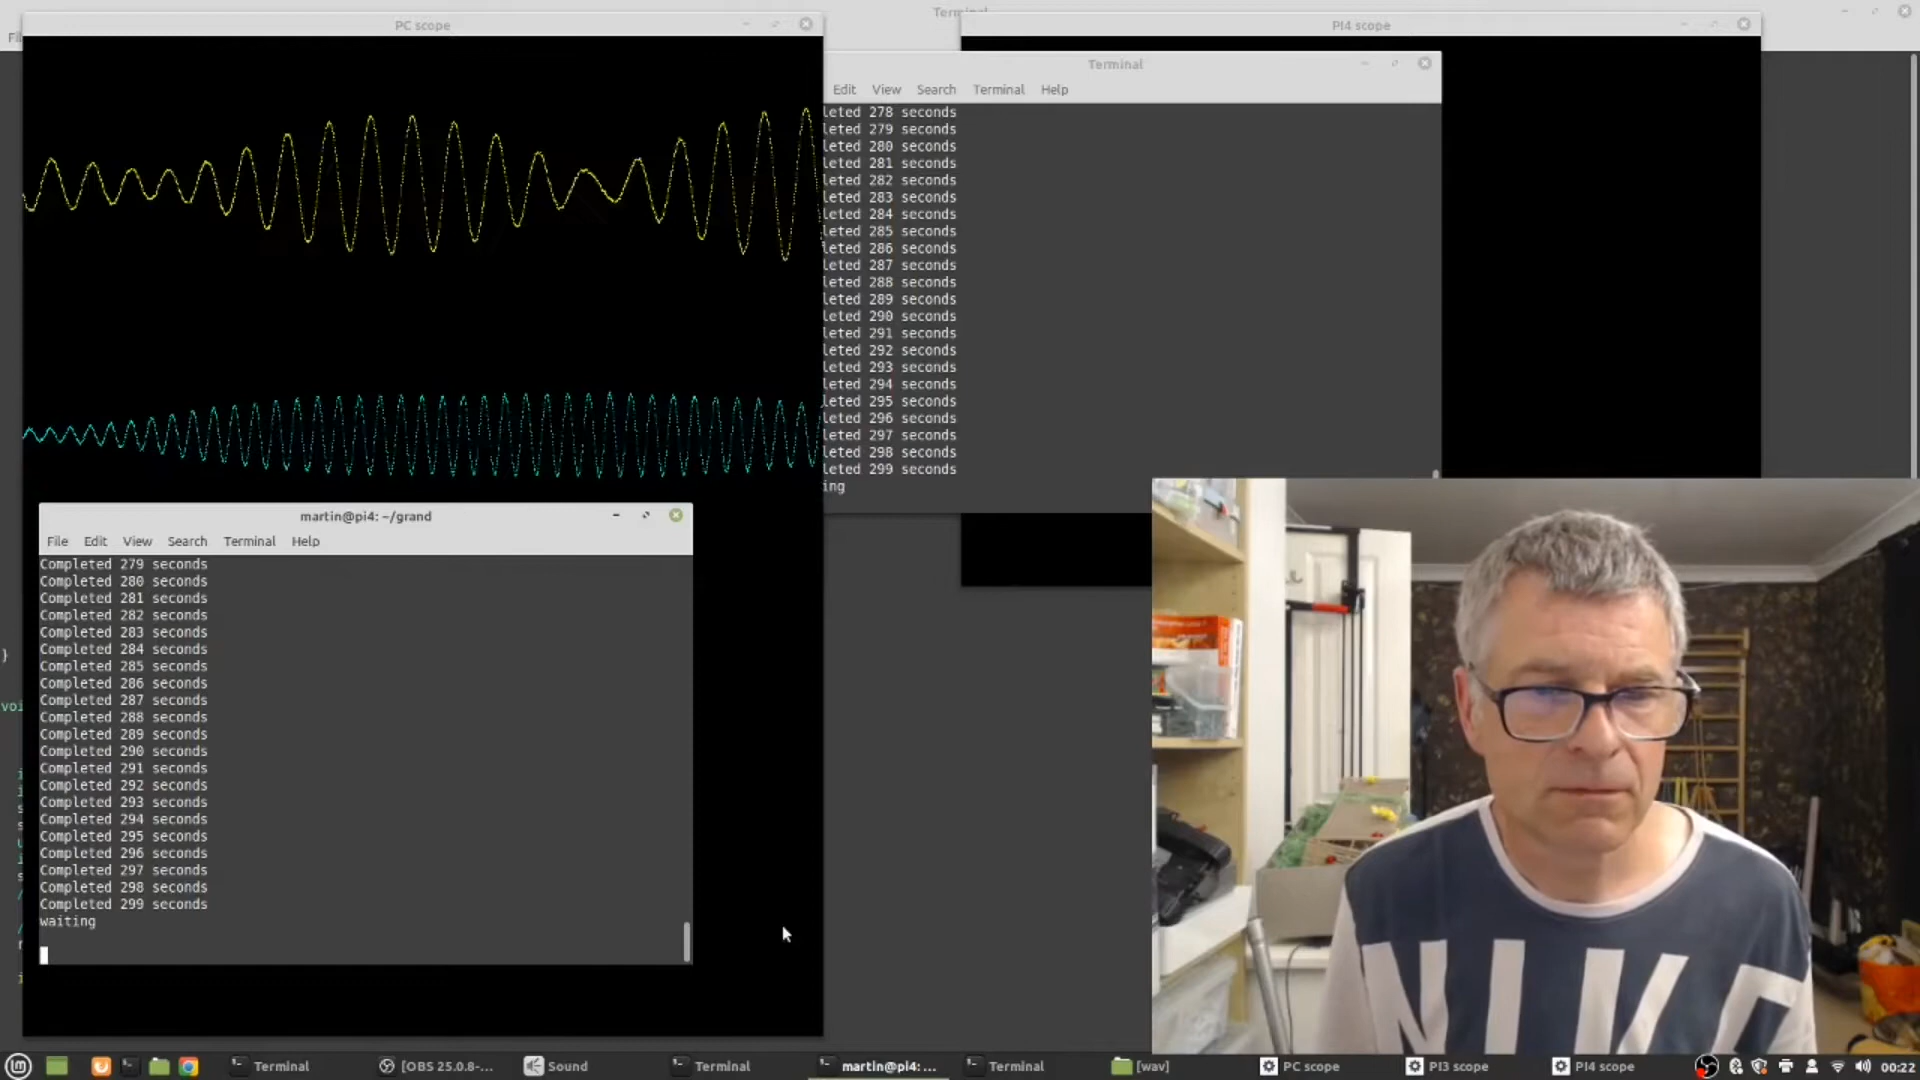 PC scope
Terminal
PI4 scope
Terminal
Edit View Search Terminal Help
leted 278 seconds
leted 279 seconds
leted 280 seconds
leted 281 seconds
leted 282 seconds
leted 283 seconds
leted 284 seconds
leted 285 seconds
leted 286 seconds
leted 287 seconds
leted 288 seconds
leted 289 seconds
leted 290 seconds
leted 291 seconds
leted 292 seconds
leted 293 seconds
leted 294 seconds
leted 295 seconds
leted 296 seconds
leted 297 seconds
leted 298 seconds
leted 299 seconds
ing
martin@pi4: ~/grand
File Edit View Search Terminal Help
Completed 279 seconds
Completed 280 seconds
Completed 281 seconds
Completed 282 seconds
Completed 283 seconds
Completed 284 seconds
Completed 285 seconds
Completed 286 seconds
Completed 287 seconds
Completed 288 seconds
Completed 289 seconds
Completed 290 seconds
Completed 291 seconds
Completed 292 seconds
Completed 293 seconds
Completed 294 seconds
Completed 295 seconds
Completed 296 seconds
Completed 297 seconds
Completed 298 seconds
Completed 299 seconds
waiting
}
voi
NIKE
Terminal [OBS 25.0.8-... Sound Terminal martin@pi4: ... Terminal [wav] PC scope PI3 scope PI4 scope 00:22